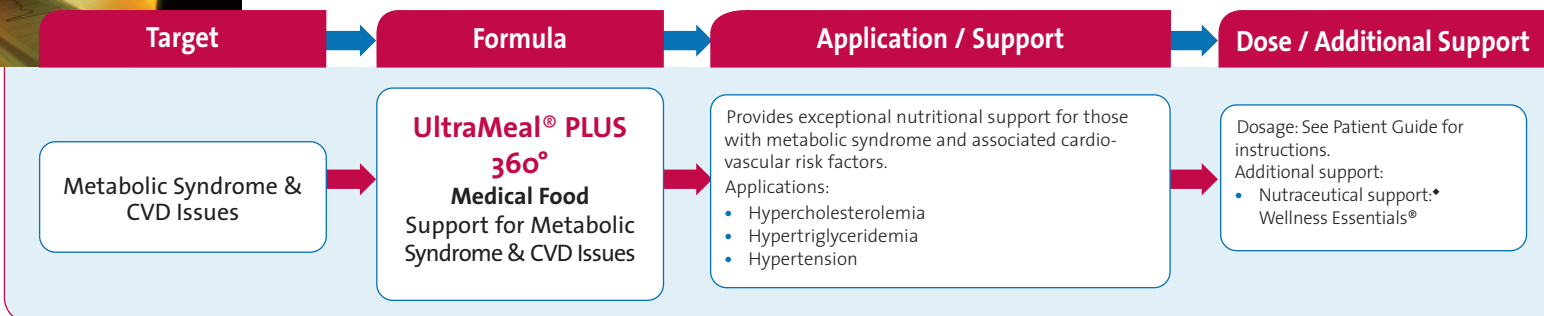 Target
Formula
Application / Support
Dose / Additional Support
Metabolic Syndrome &
CVD Issues
UltraMeal® PLUS
360°
Medical Food
Support for Metabolic
Syndrome & CVD Issues
Provides exceptional nutritional support for those
with metabolic syndrome and associated cardio-
vascular risk factors.
Applications:
• Hypercholesterolemia
• Hypertriglyceridemia
• Hypertension
Dosage: See Patient Guide for
instructions.
Additional support:
• Nutraceutical support:◆
Wellness Essentials®